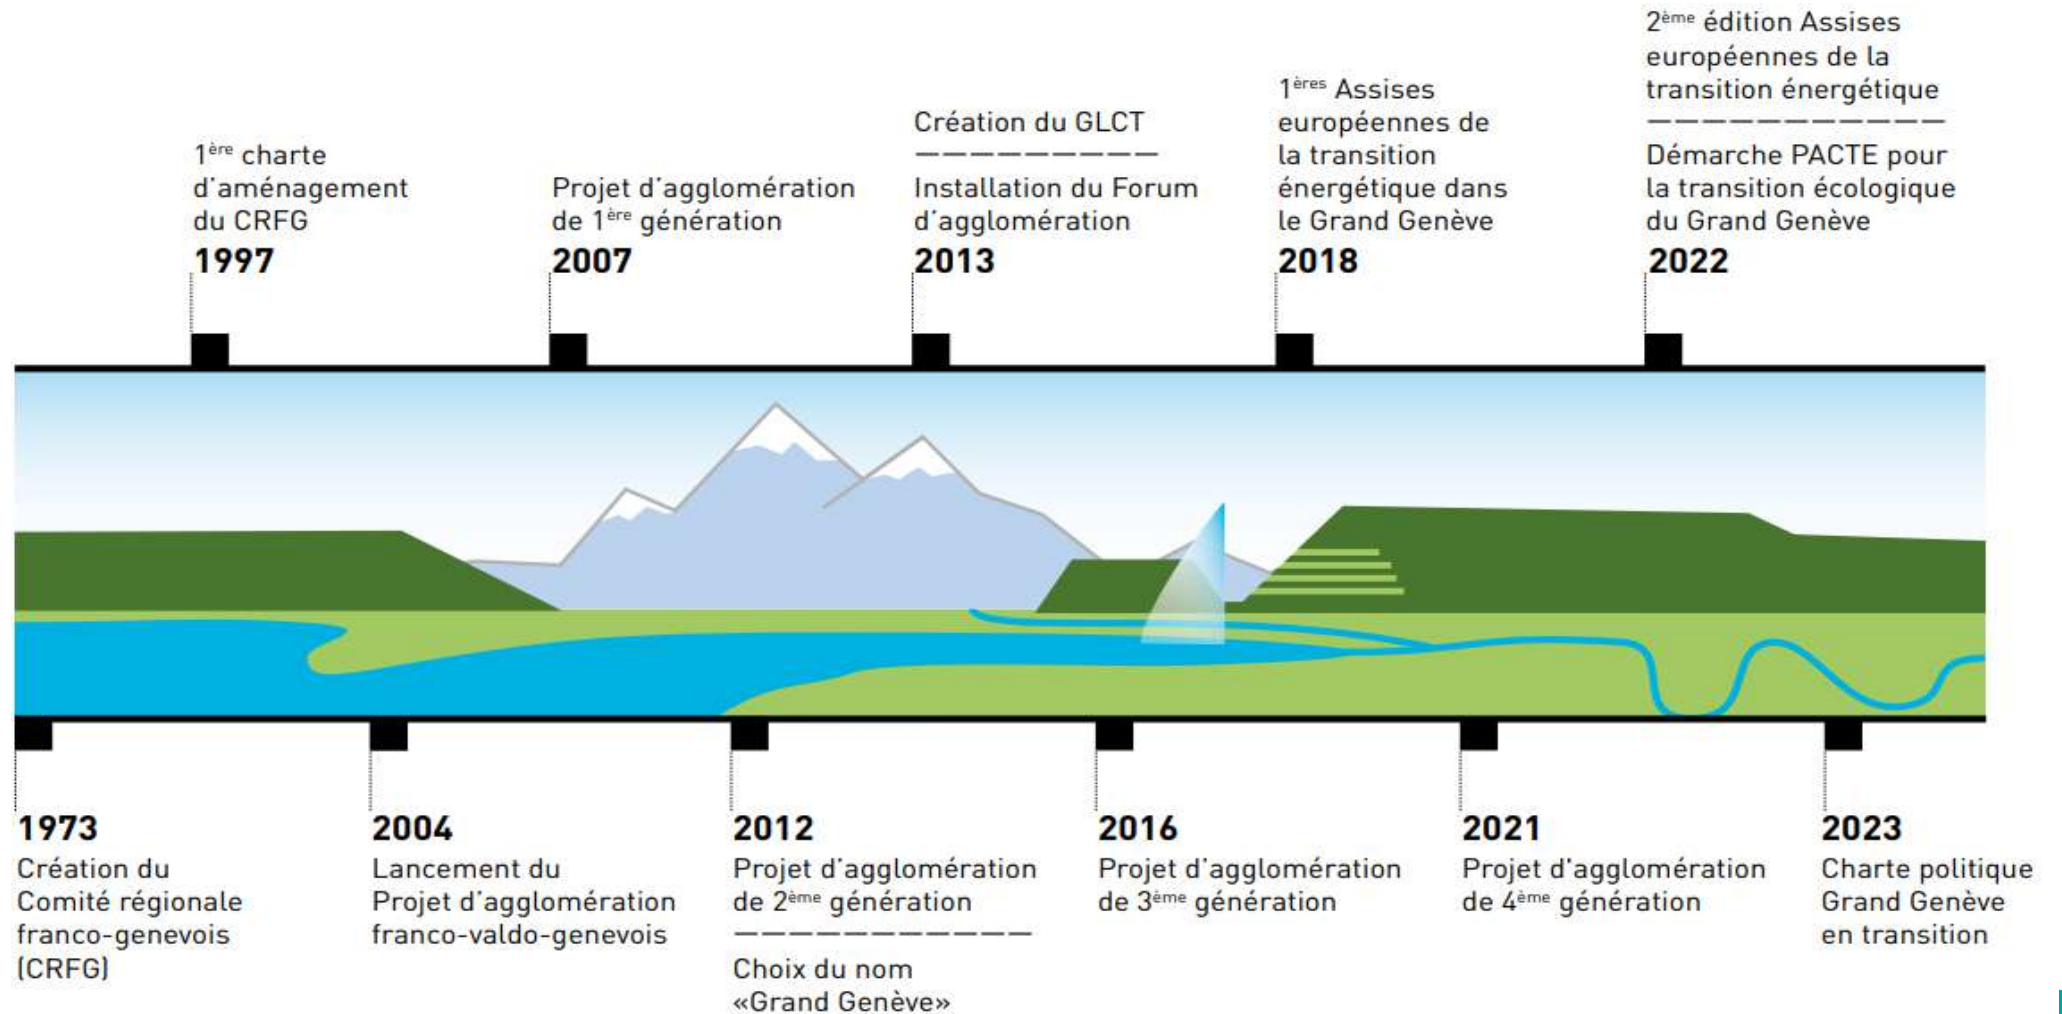 1ère charte
d'aménagement
du CRFG
1997
Projet d'agglomération
de 1ère génération
2007
Création du GLCT
Installation du Forum
d'agglomération
2013
1ères Assises
européennes de
la transition
énergétique dans
le Grand Genève
2018
2ème édition Assises
européennes de la
transition énergétique
Démarche PACTE pour
la transition écologique
du Grand Genève
2022
1973
Création du
Comité régionale
franco-genevois
(CRFG)
2004
Lancement du
Projet d'agglomération
franco-valdo-genevois
2012
Projet d'agglomération
de 2ème génération
Choix du nom
«Grand Genève»
2016
Projet d'agglomération
de 3ème génération
2021
Projet d'agglomération
de 4ème génération
2023
Charte politique
Grand Genève
en transition